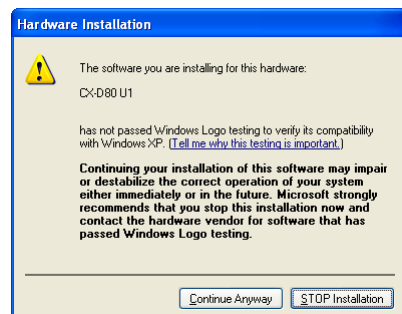 Hardware Installation
The software you are installing for this hardware:
CX-D80 U1
has not passed Windows Logo testing to verify its compatibility
with Windows XP. (Tell me why this testing is important.)
Continuing your installation of this software may impair
or destabilize the correct operation of your system
either immediately or in the future. Microsoft strongly
recommends that you stop this installation now and
contact the hardware vendor for software that has
passed Windows Logo testing.
Continue Anyway
STOP Installation